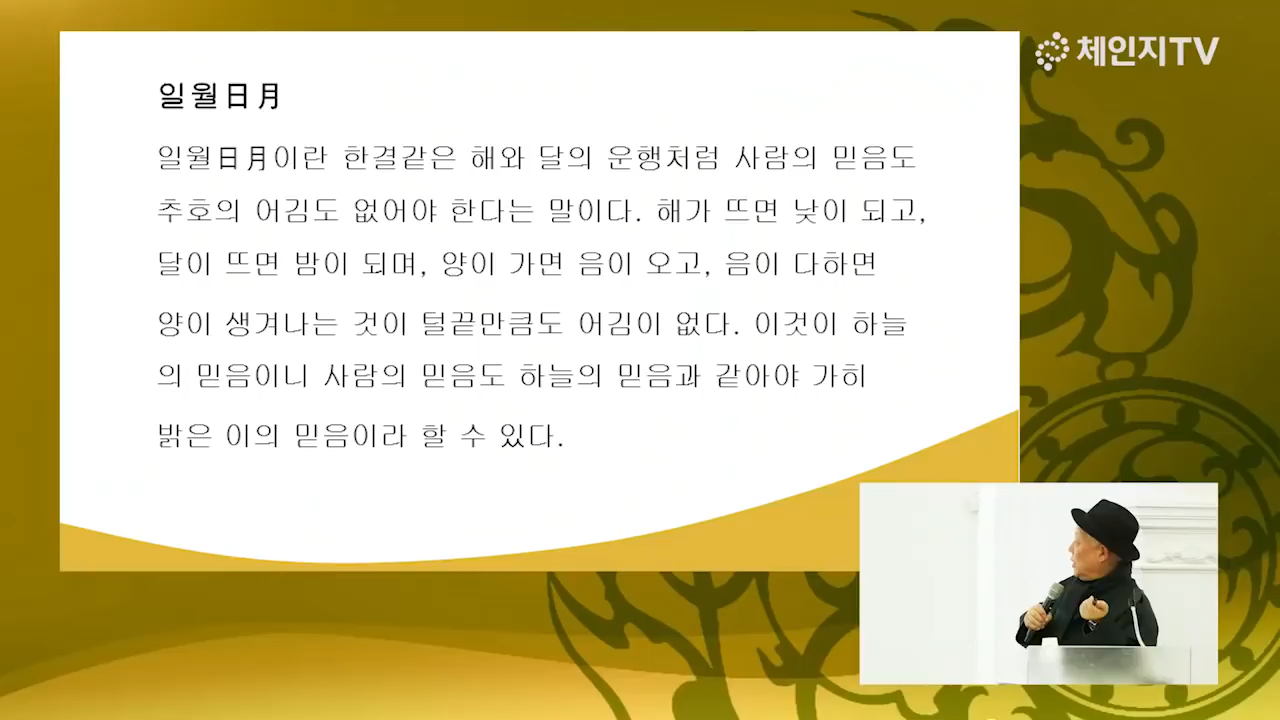 체인지TV
일월日月
일월日月이란 한결같은 해와 달의 운행처럼 사람의 믿음도
추호의 어김도 없어야 한다는 말이다. 해가 뜨면 낮이 되고,
달이 뜨면 밤이 되며, 양이 가면 음이 오고, 음이 다하면
양이 생겨나는 것이 털끝만큼도 어김이 없다. 이것이 하늘
의 믿음이니 사람의 믿음도 하늘의 믿음과 같아야 가히
밝은 이의 믿음이라 할 수 있다.